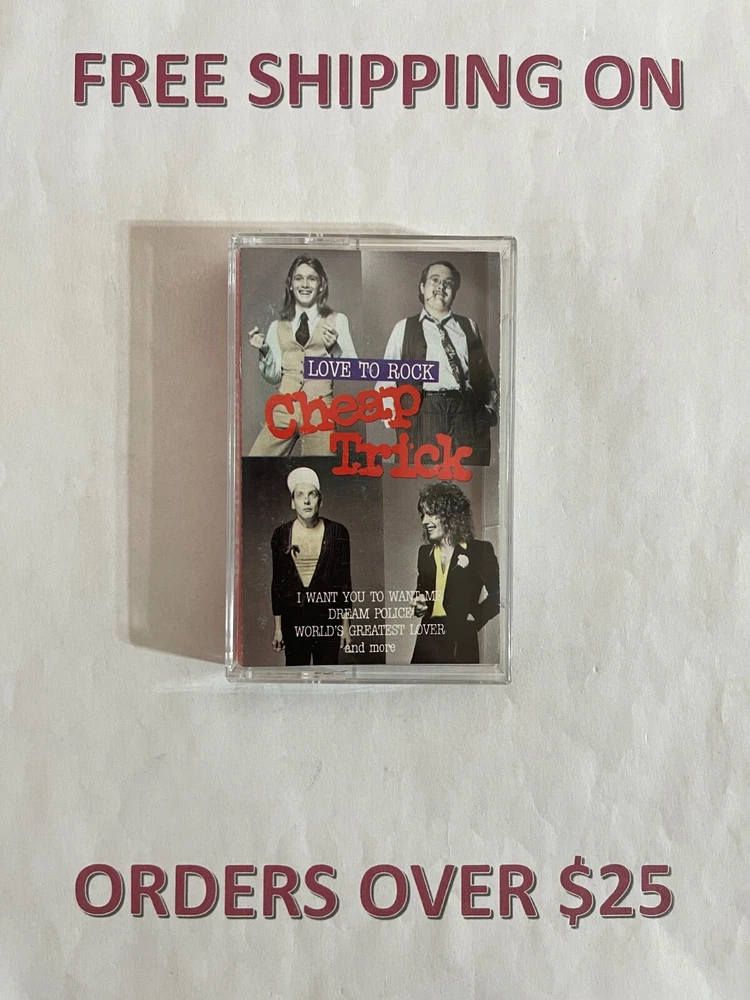 FREE SHIPPING ON
LOVE TO ROCK
Cheap
Trick
I WANT YOU TO WANT ME
DREAM POLICE
WORLD'S GREATEST LOVER
and more
ORDERS OVER $25